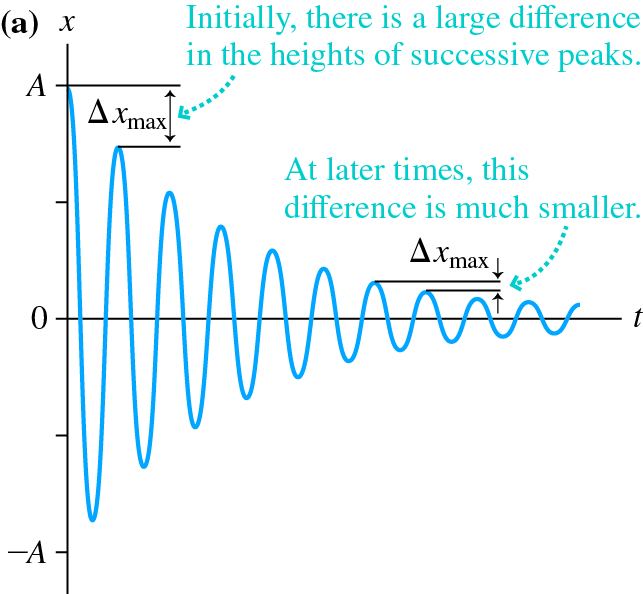 (a) x
Initially, there is a large difference
in the heights of successive peaks.
A
Δxmax
At later times, this
difference is much smaller.
Δxmax
0
t
−A